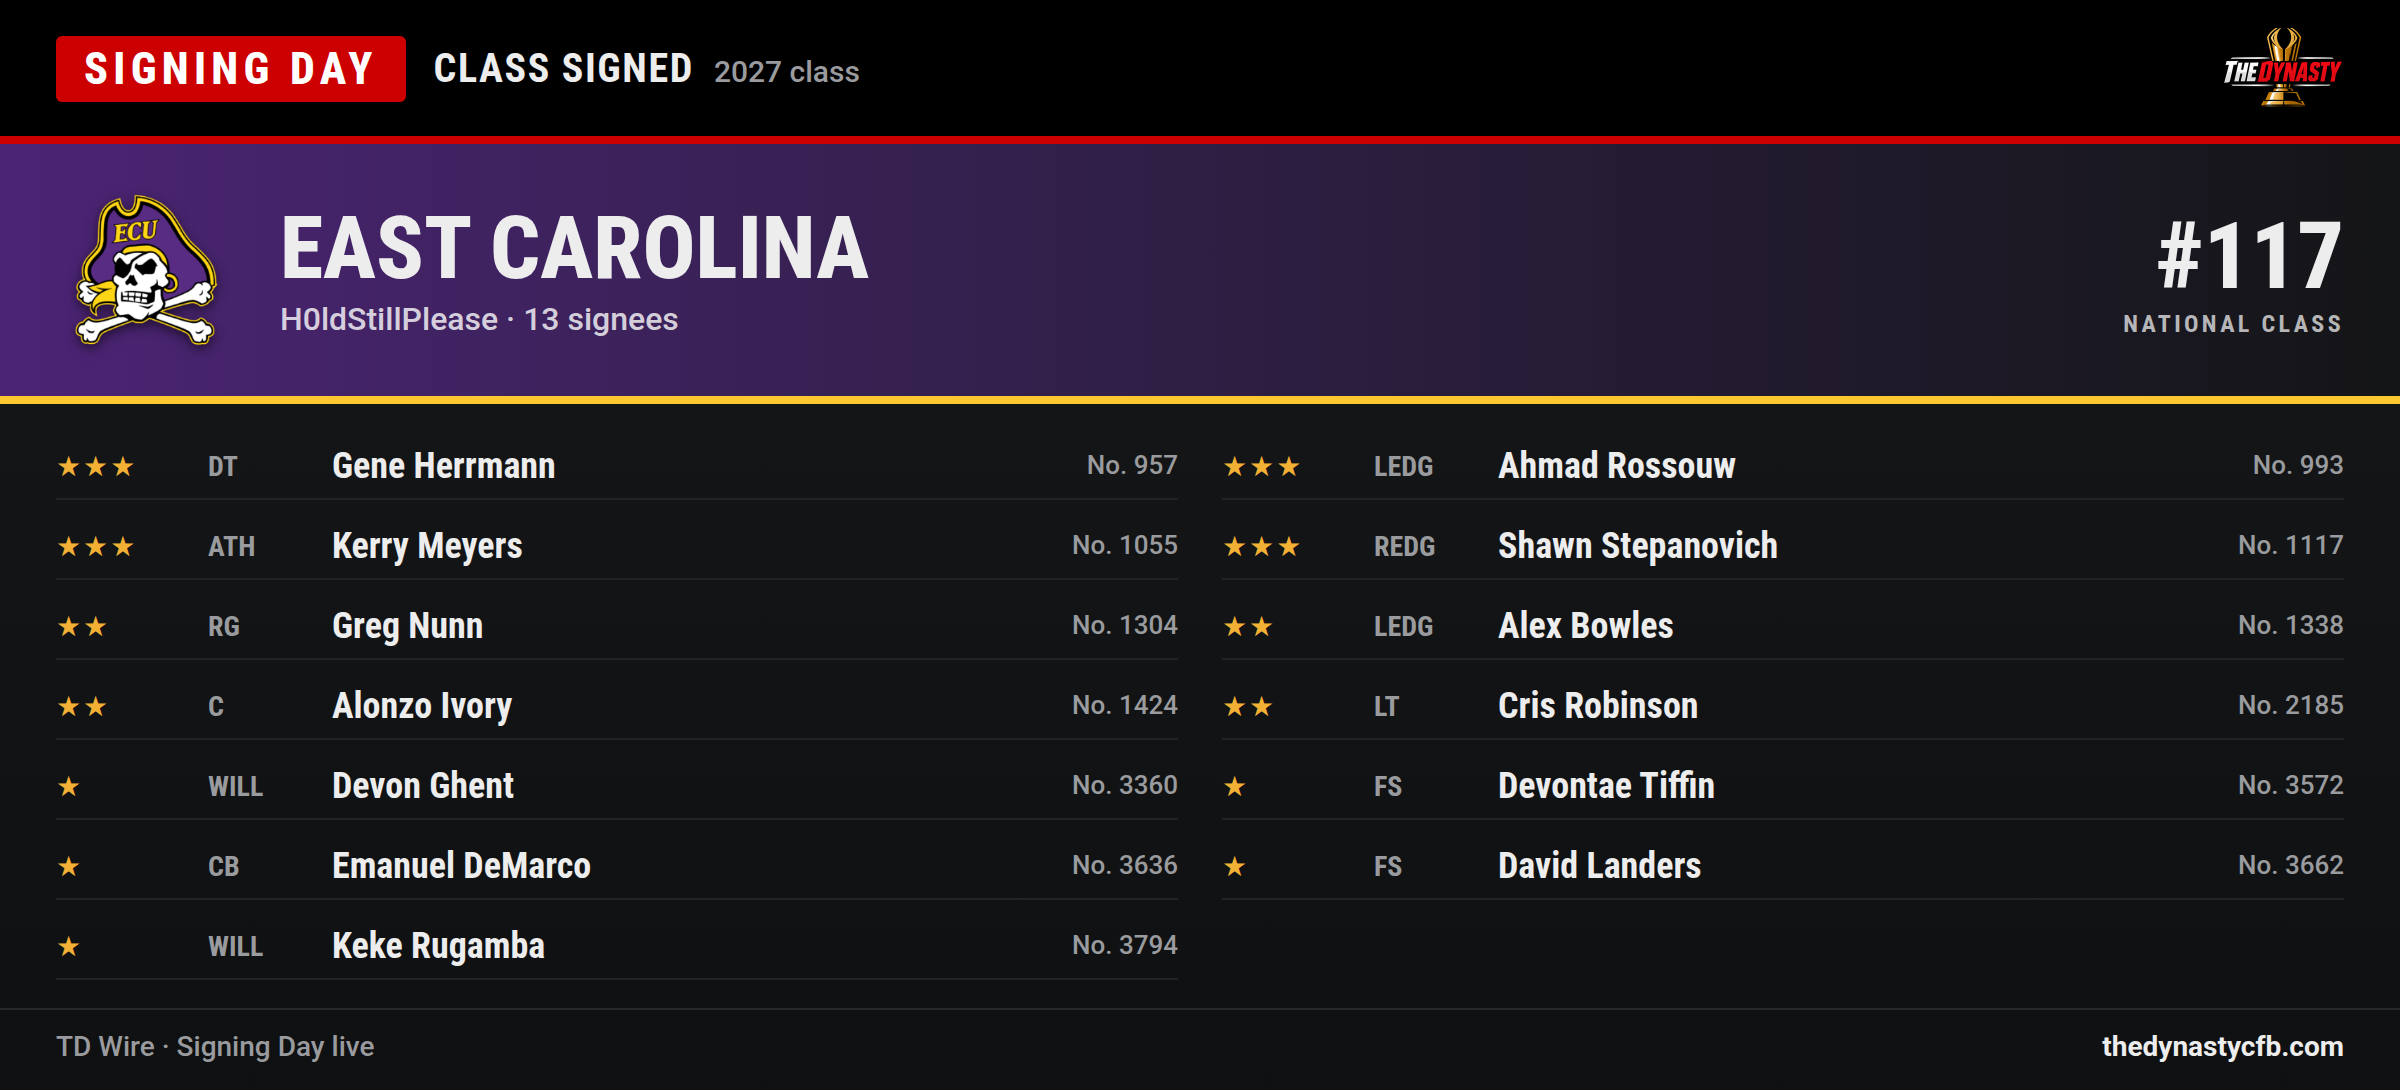 SIGNING DAY CLASS SIGNED 2027 class
THE DYNASTY
ECU
EAST CAROLINA
H0ldStillPlease · 13 signees
#117
NATIONAL CLASS
★★★ DT Gene Herrmann No. 957
★★★ LEDG Ahmad Rossouw No. 993
★★★ ATH Kerry Meyers No. 1055
★★★ REDG Shawn Stepanovich No. 1117
★★ RG Greg Nunn No. 1304
★★ LEDG Alex Bowles No. 1338
★★ C Alonzo Ivory No. 1424
★★ LT Cris Robinson No. 2185
★ WILL Devon Ghent No. 3360
★ FS Devontae Tiffin No. 3572
★ CB Emanuel DeMarco No. 3636
★ FS David Landers No. 3662
★ WILL Keke Rugamba No. 3794
TD Wire · Signing Day live
thedynastycfb.com